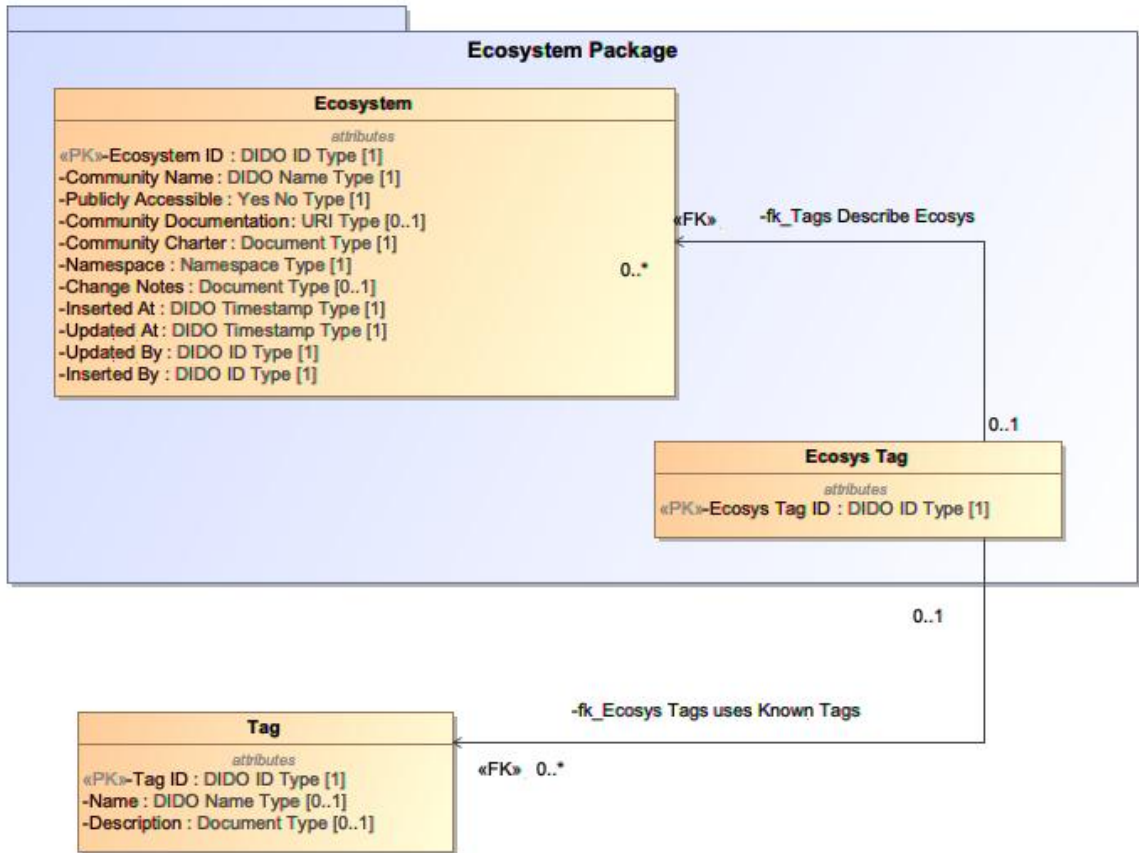 Ecosystem Package
Ecosystem
attributes
«PK»-Ecosystem ID : DIDO ID Type [1]
-Community Name : DIDO Name Type [1]
-Publicly Accessible : Yes No Type [1]
-Community Documentation : URI Type [0..1]
-Community Charter : Document Type [1]
-Namespace : Namespace Type [1]
-Change Notes : Document Type [0..1]
-Inserted At : DIDO Timestamp Type [1]
-Updated At : DIDO Timestamp Type [1]
-Updated By : DIDO ID Type [1]
-Inserted By : DIDO ID Type [1]
«FK» -fk_Tags Describe Ecosys
0..*
0..1
Ecosys Tag
attributes
«PK»-Ecosys Tag ID : DIDO ID Type [1]
0..1
-fk_Ecosys Tags uses Known Tags
«FK» 0..*
Tag
attributes
«PK»-Tag ID : DIDO ID Type [1]
-Name : DIDO Name Type [0..1]
-Description : Document Type [0..1]